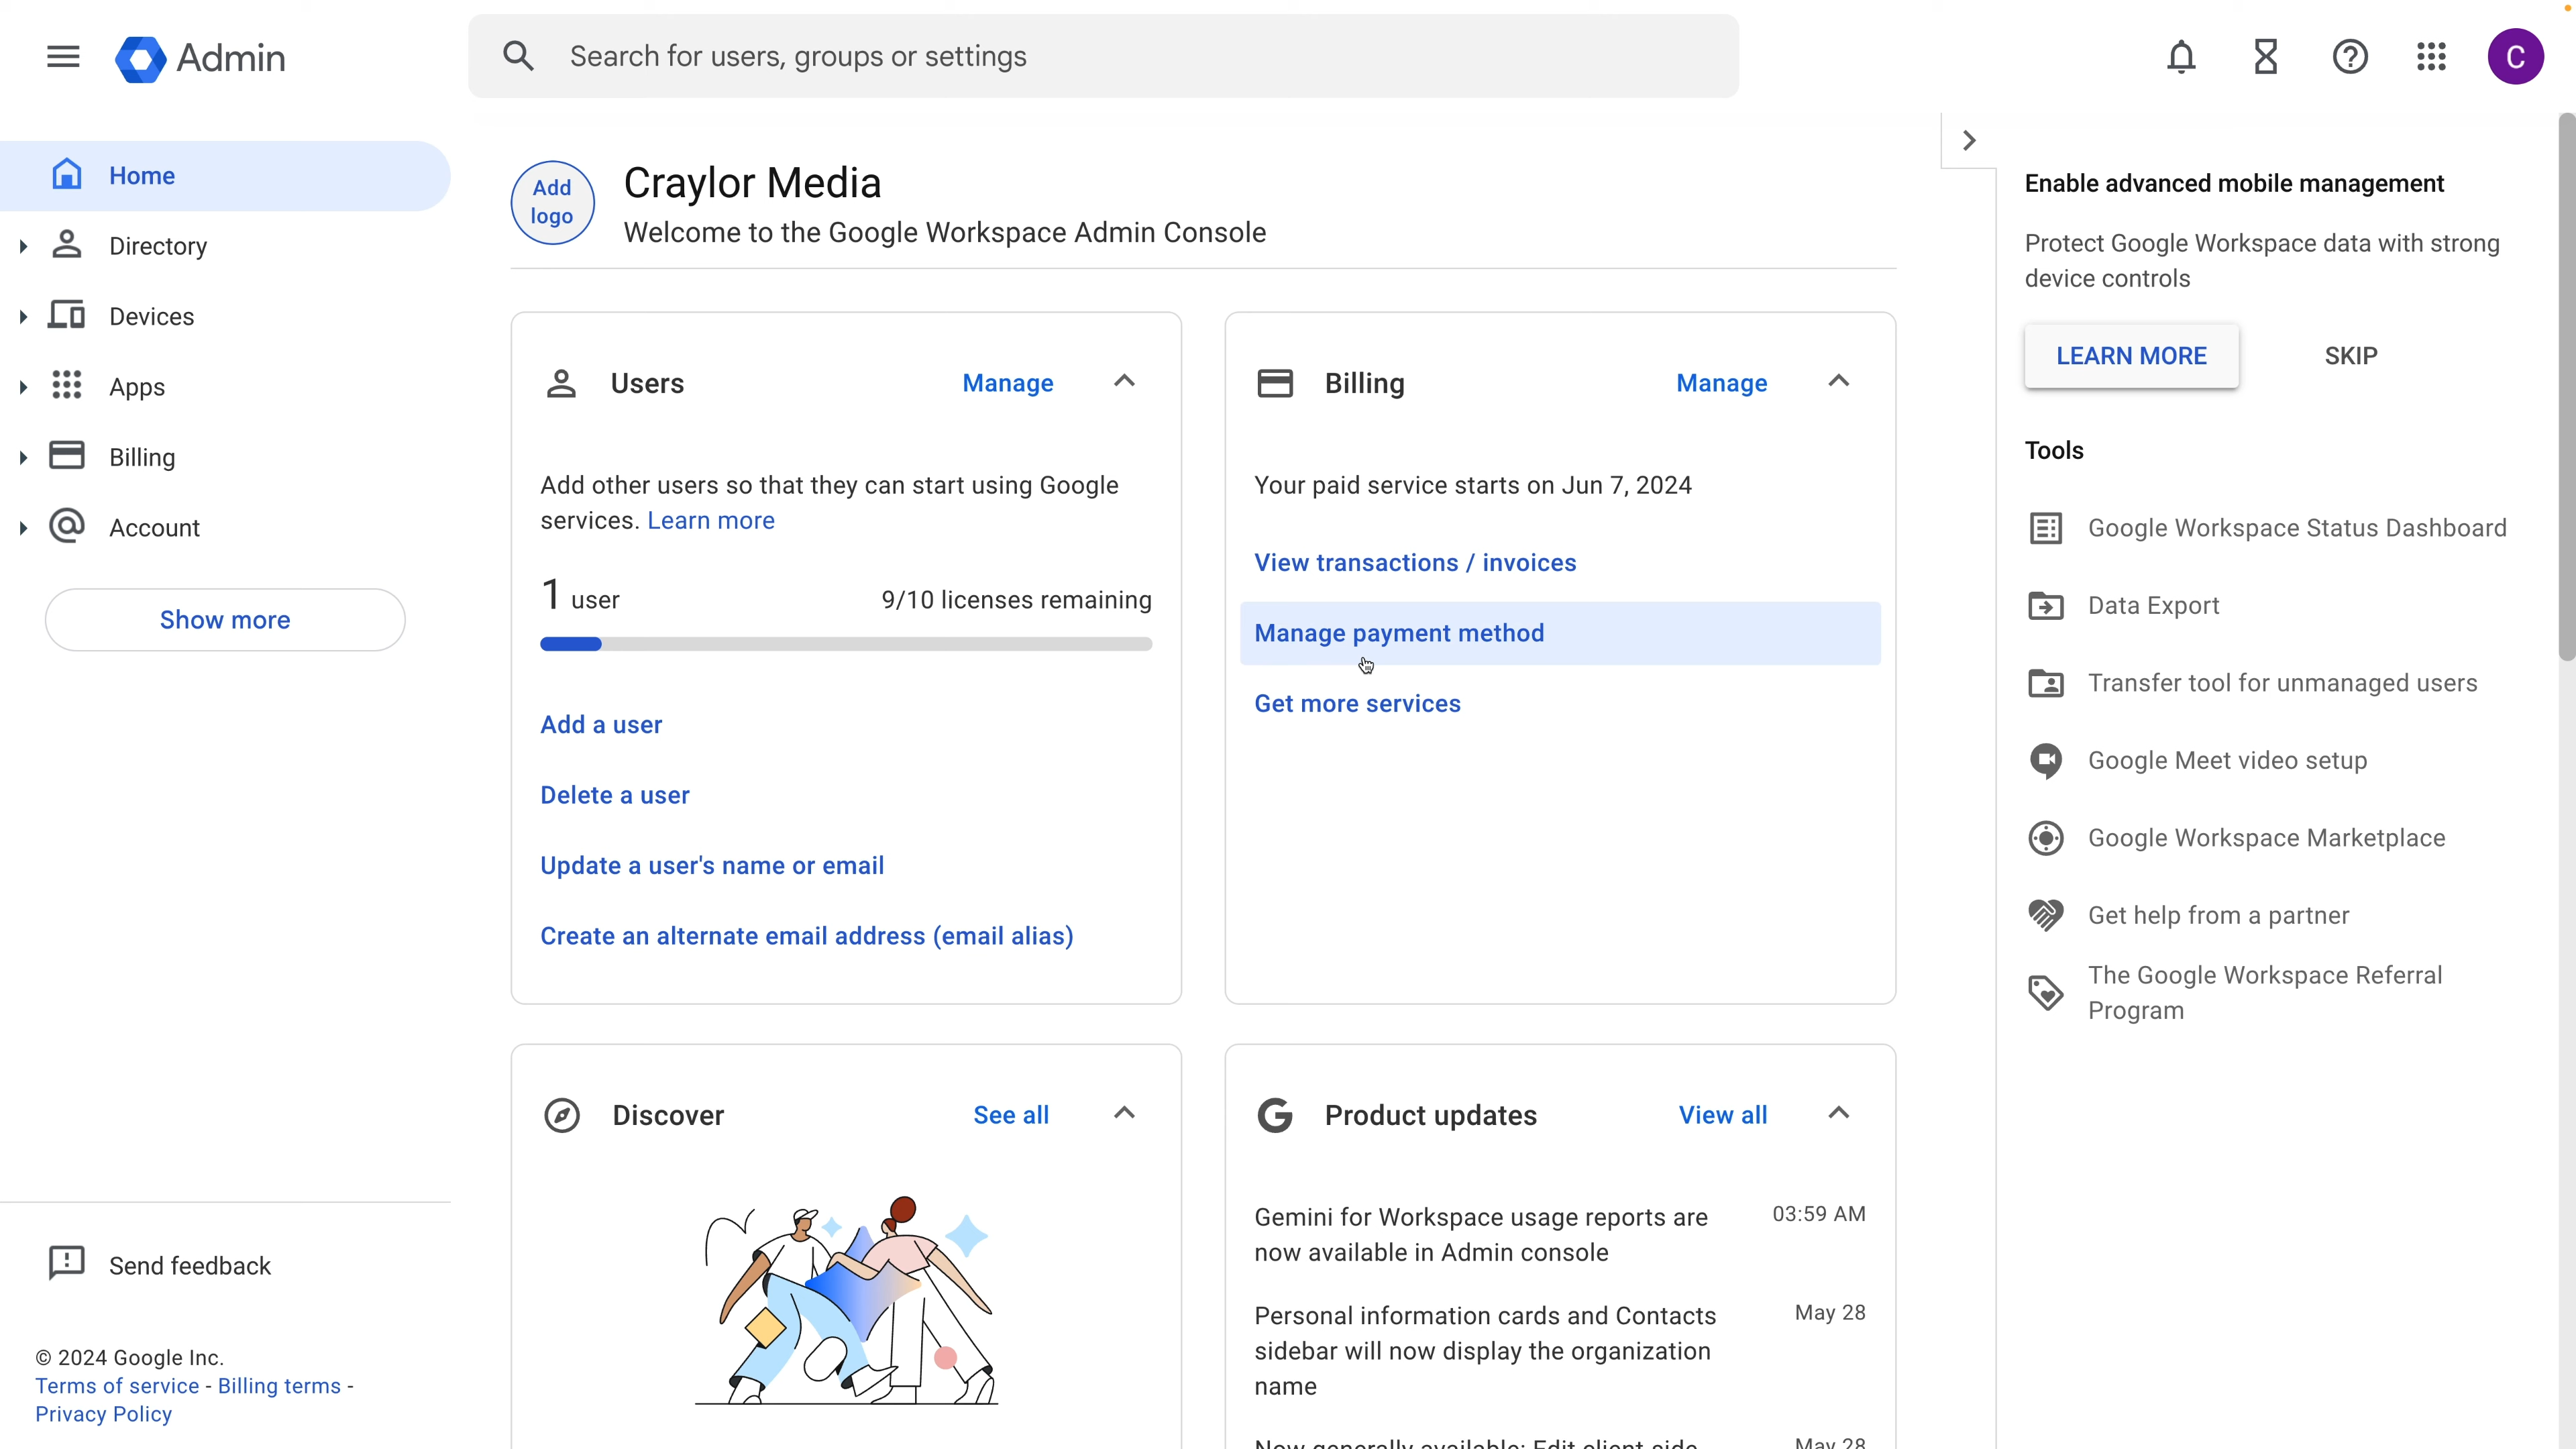 Admin
Search for users, groups or settings
C
Home
Directory
Devices
Apps
Billing
Account
Show more
Send feedback
© 2024 Google Inc.
Terms of service - Billing terms -
Privacy Policy
Add
logo
Craylor Media
Welcome to the Google Workspace Admin Console
Users
Manage
Add other users so that they can start using Google
services. Learn more
1 user
9/10 licenses remaining
Add a user
Delete a user
Update a user's name or email
Create an alternate email address (email alias)
Billing
Manage
Your paid service starts on Jun 7, 2024
View transactions / invoices
Manage payment method
Get more services
Discover
See all
Product updates
View all
Gemini for Workspace usage reports are
now available in Admin console
03:59 AM
Personal information cards and Contacts
sidebar will now display the organization
name
May 28
Now generally available: Edit client-side
May 28
Enable advanced mobile management
Protect Google Workspace data with strong
device controls
LEARN MORE
SKIP
Tools
Google Workspace Status Dashboard
Data Export
Transfer tool for unmanaged users
Google Meet video setup
Google Workspace Marketplace
Get help from a partner
The Google Workspace Referral
Program